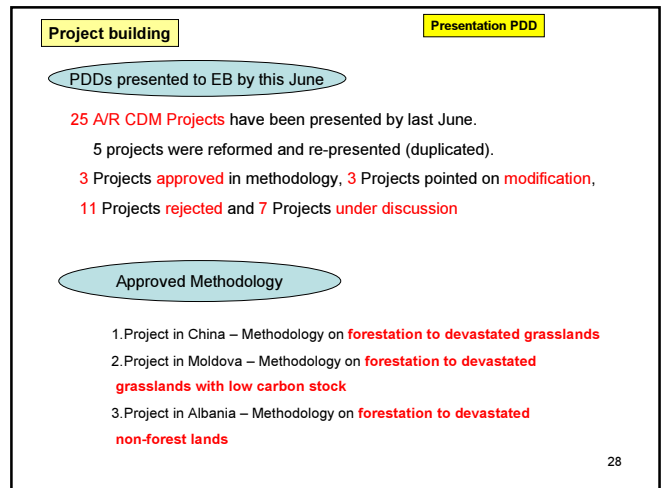 Project building
Presentation PDD
PDDs presented to EB by this June
25 A/R CDM Projects have been presented by last June.
5 projects were reformed and re-presented (duplicated).
3 Projects approved in methodology, 3 Projects pointed on modification,
11 Projects rejected and 7 Projects under discussion
Approved Methodology
1.Project in China – Methodology on forestation to devastated grasslands
2.Project in Moldova – Methodology on forestation to devastated
grasslands with low carbon stock
3.Project in Albania – Methodology on forestation to devastated
non-forest lands
28